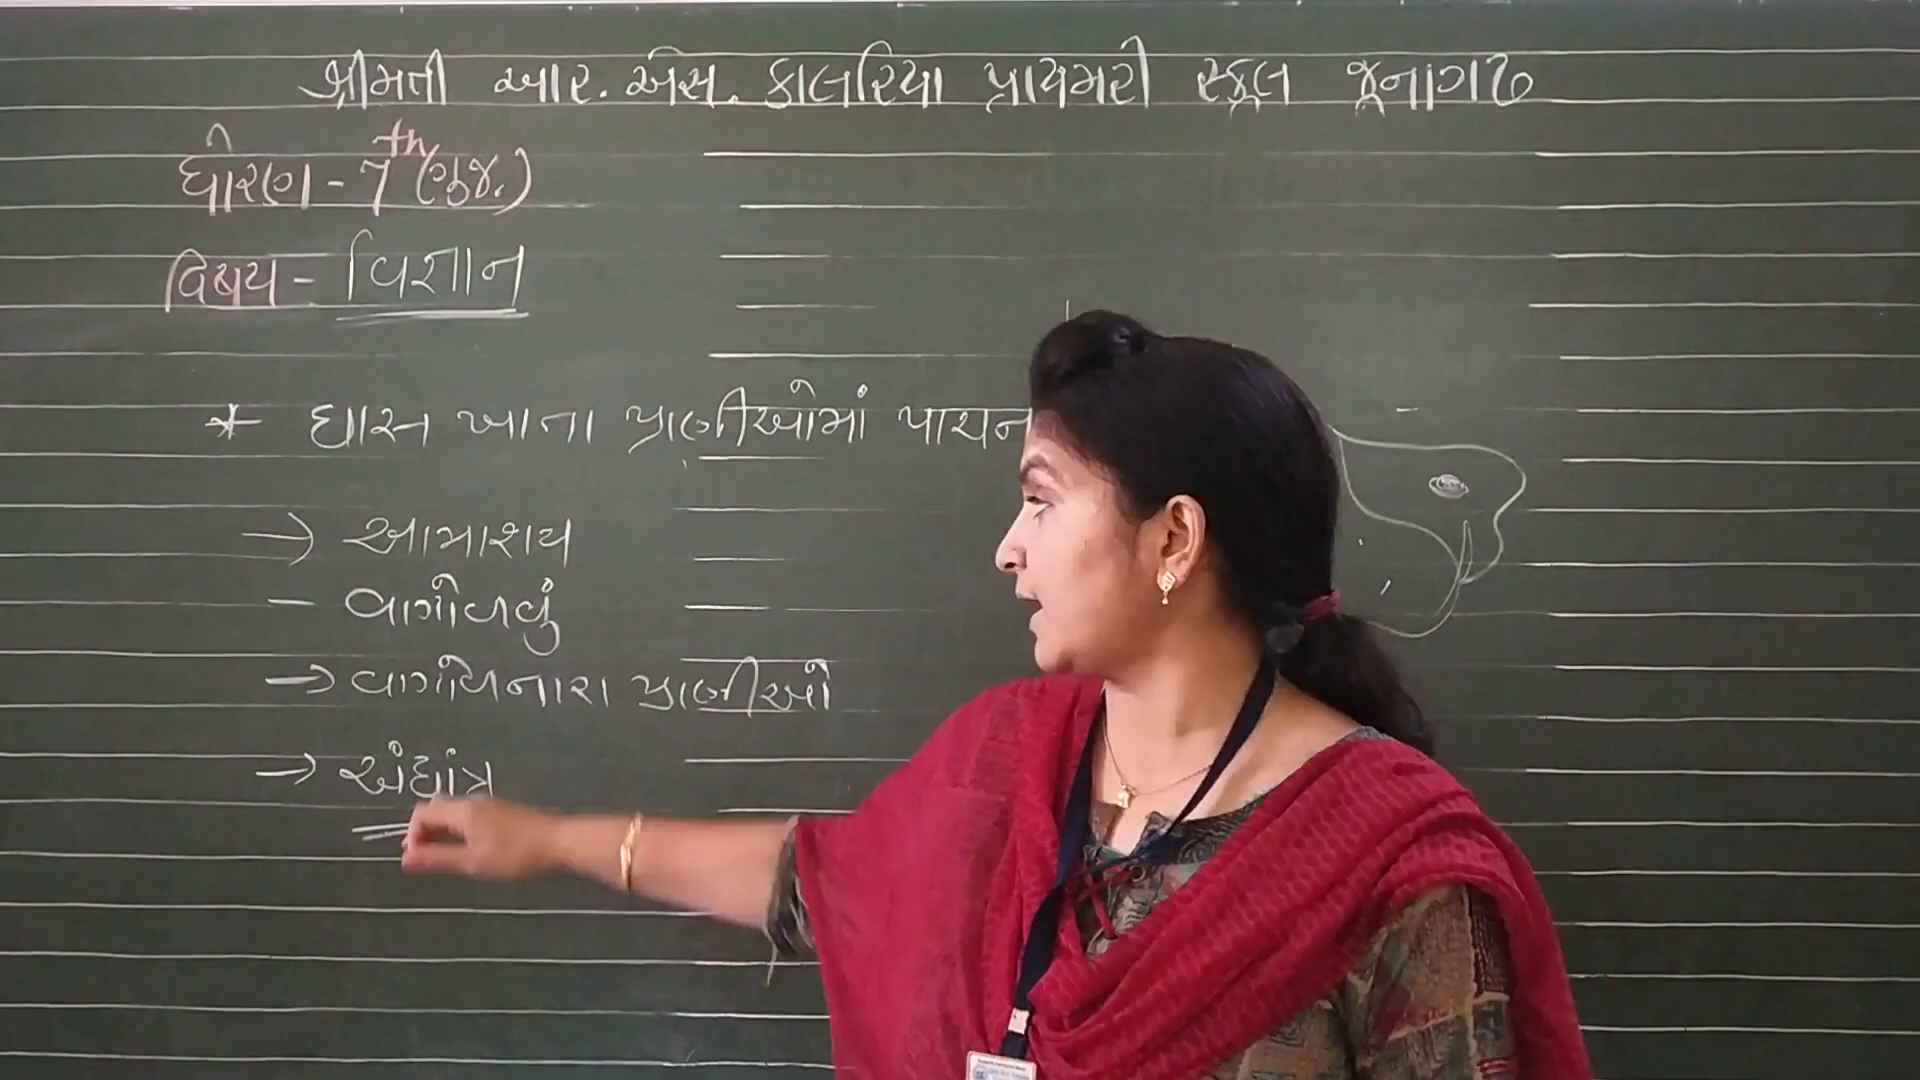 શ્રીમતી આર. એસ. કાલરિયા પ્રાયમરી સ્કૂલ જૂનાગઢ
ધોરણ - 7th (ગુજ.)
વિષય - વિજ્ઞાન
* ઘાસ ખાતા પ્રાણીઓમાં પાચન
→ આમાશય
- વાગોળવું
→ વાગોળનારા પ્રાણીઓ
→ અંધાંત્ર